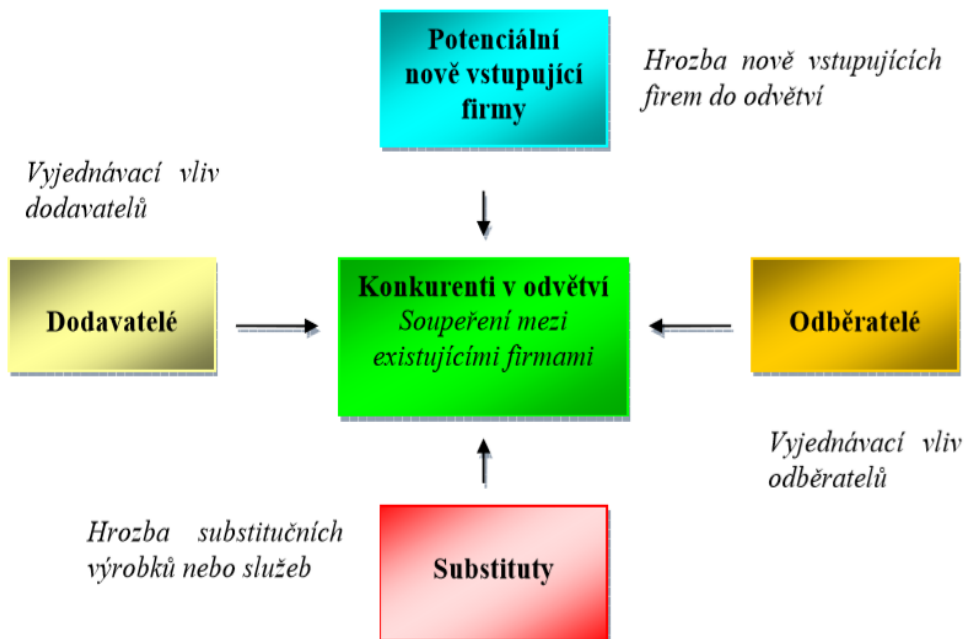 Potenciální
nově vstupující
firmy
Hrozba nově vstupujících
firem do odvětví
Vyjednávací vliv
dodavatelů
Dodavatelé
Konkurenti v odvětví
Soupeření mezi
existujícími firmami
Odběratelé
Vyjednávací vliv
odběratelů
Hrozba substitučních
výrobků nebo služeb
Substituty